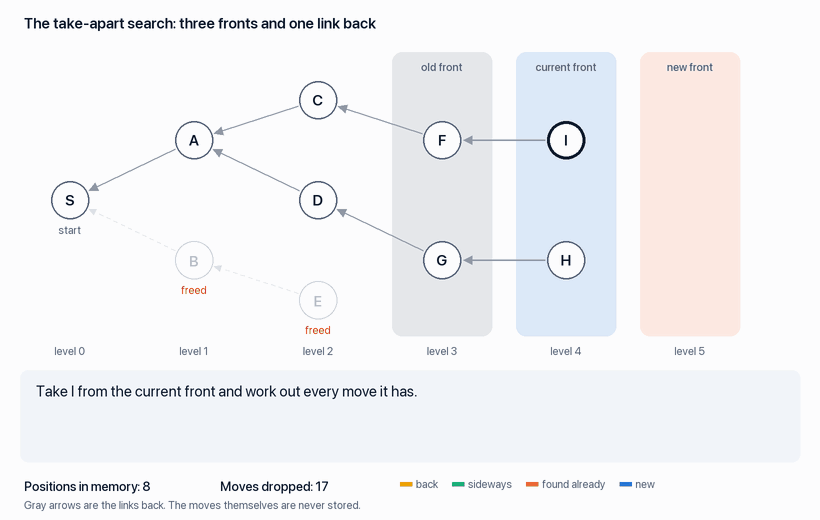 The take-apart search: three fronts and one link back
old front
current front
new front
C
A
F
I
S
D
start
B
G
H
freed
E
freed
level 0
level 1
level 2
level 3
level 4
level 5
Take I from the current front and work out every move it has.
Positions in memory: 8
Moves dropped: 17
back
sideways
found already
new
Gray arrows are the links back. The moves themselves are never stored.